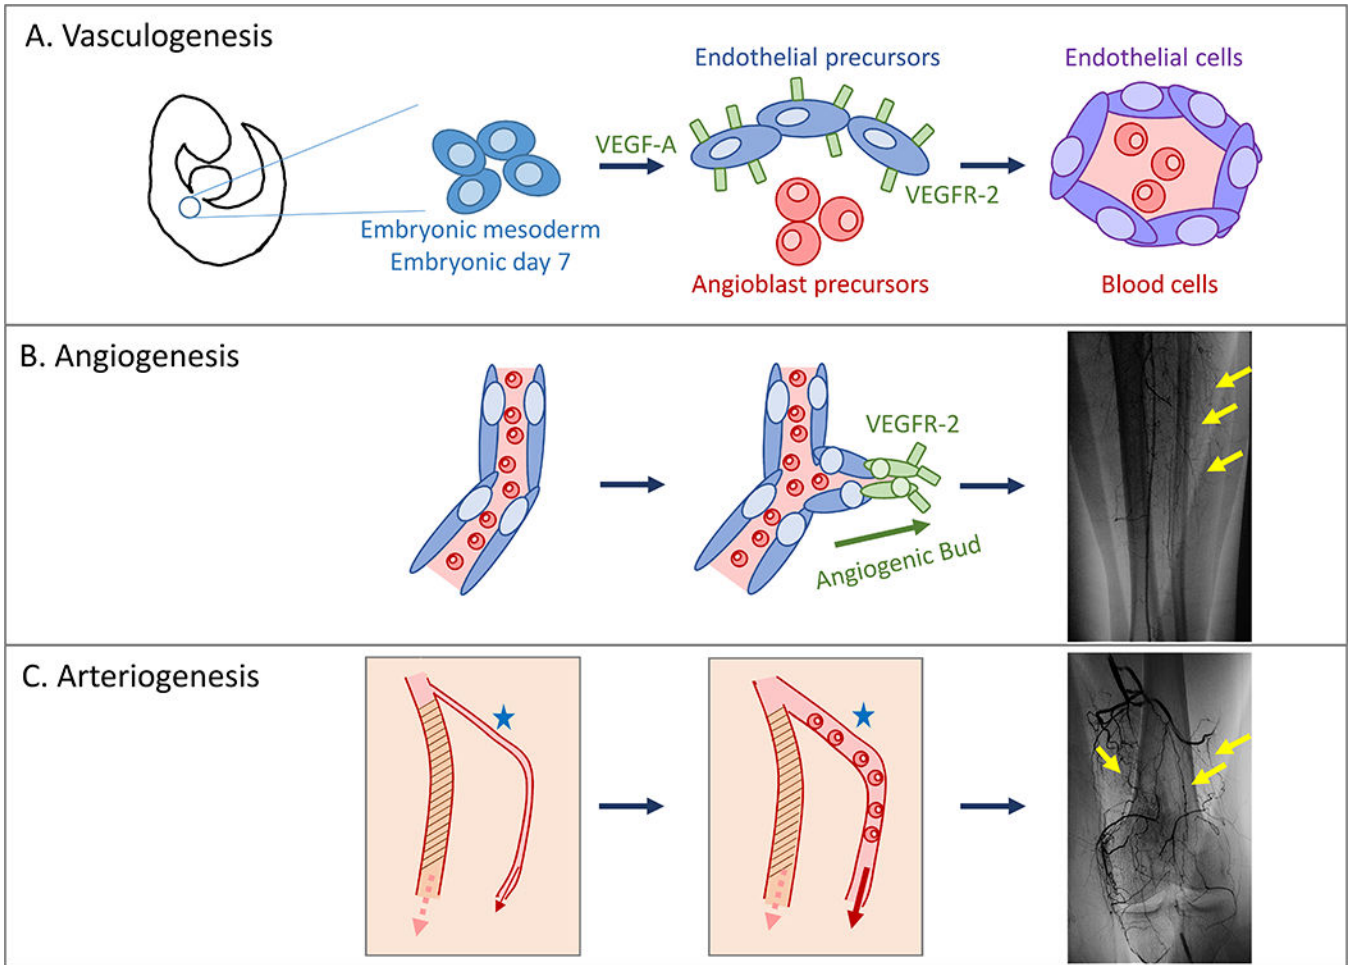 A. Vasculogenesis
Endothelial precursors
Endothelial cells
VEGF-A
VEGFR-2
Embryonic mesoderm
Embryonic day 7
Angioblast precursors
Blood cells
B. Angiogenesis
VEGFR-2
Angiogenic Bud
C. Arteriogenesis